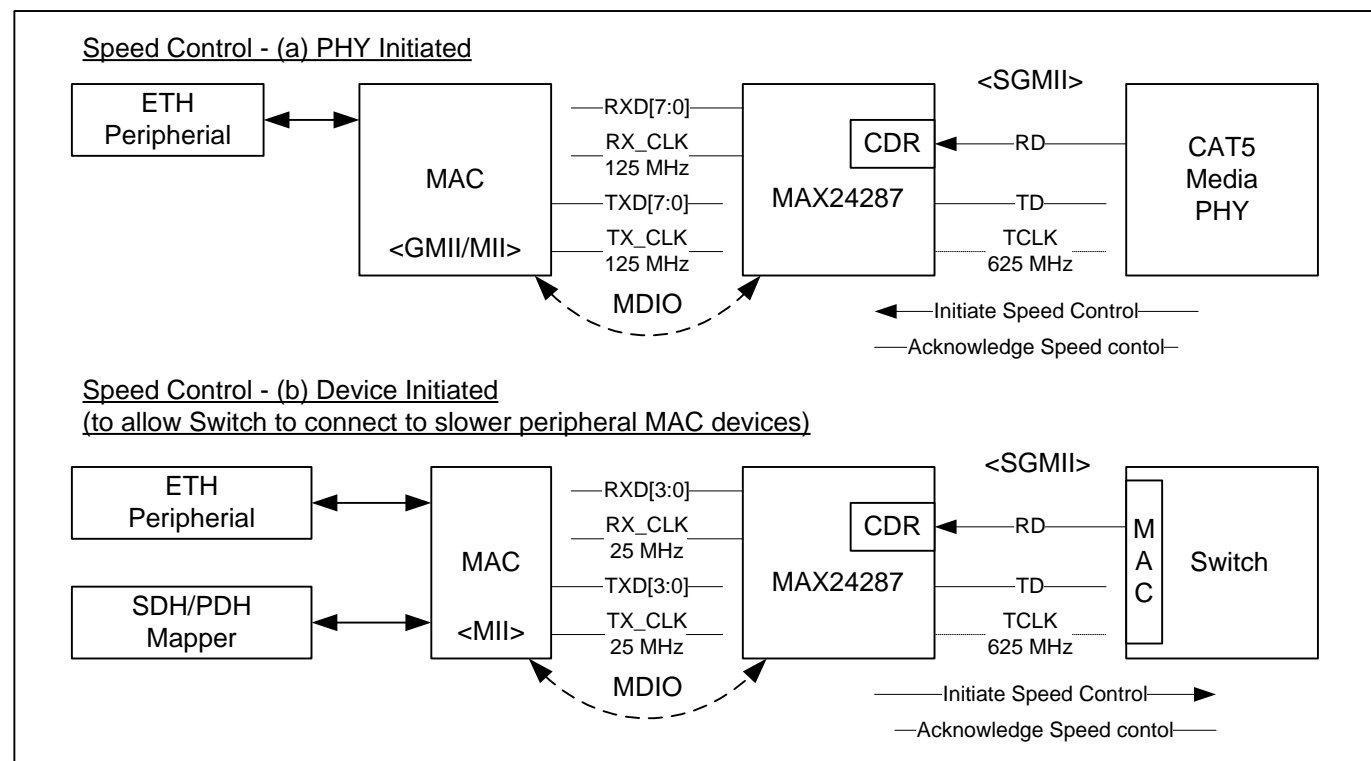 Speed Control - (a) PHY Initiated
<SGMII>
ETH
Peripherial
MAC
<GMII/MII>
RXD[7:0]
RX_CLK
125 MHz
TXD[7:0]
TX_CLK
125 MHz
MDIO
CDR
MAX24287
RD
TD
TCLK
625 MHz
CAT5
Media
PHY
Initiate Speed Control
Acknowledge Speed contol
Speed Control - (b) Device Initiated
(to allow Switch to connect to slower peripheral MAC devices)
<SGMII>
ETH
Peripherial
SDH/PDH
Mapper
MAC
<MII>
RXD[3:0]
RX_CLK
25 MHz
TXD[3:0]
TX_CLK
25 MHz
MDIO
CDR
MAX24287
RD
TD
TCLK
625 MHz
M
A
C
Switch
Initiate Speed Control
Acknowledge Speed contol